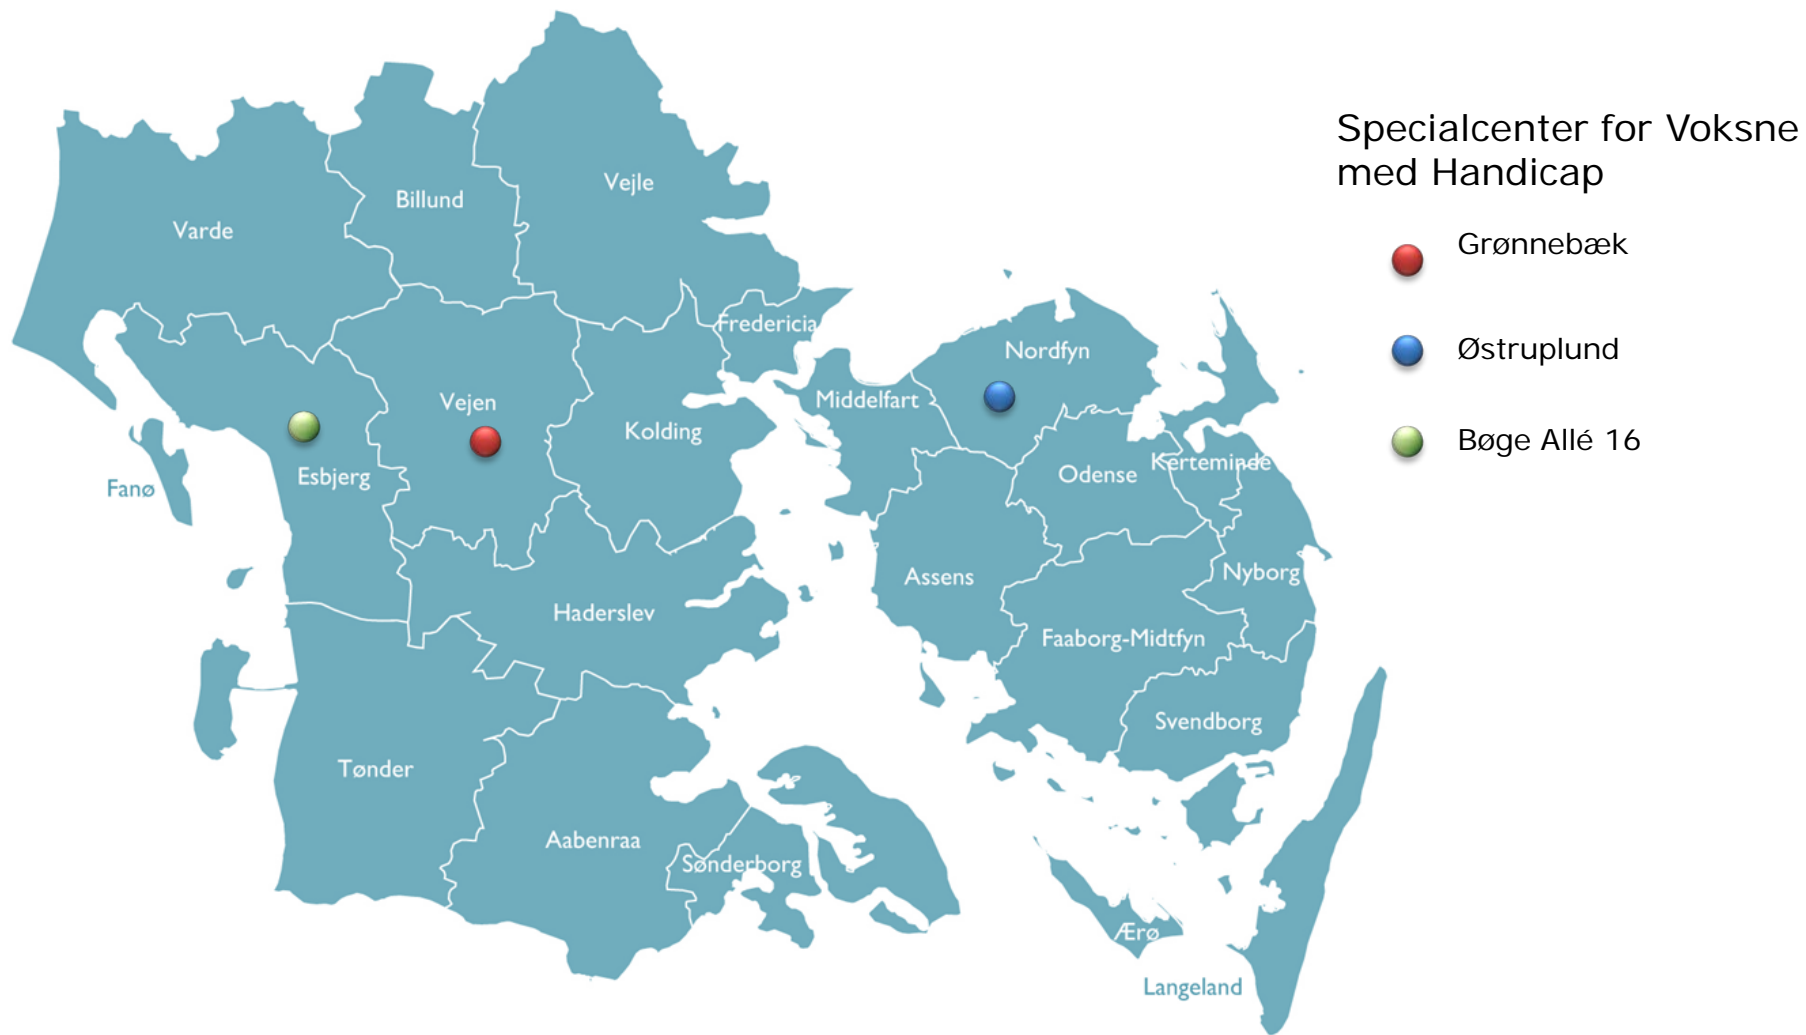 Specialcenter for Voksne
med Handicap
Grønnebæk
Østruplund
Bøge Allé 16
Vejle
Billund
Varde
Fredericia
Nordfyn
Middelfart
Vejen
Kolding
Kerteminde
Odense
Esbjerg
Fanø
Nyborg
Assens
Haderslev
Faaborg-Midtfyn
Svendborg
Tønder
Aabenraa
Sønderborg
Ærø
Langeland